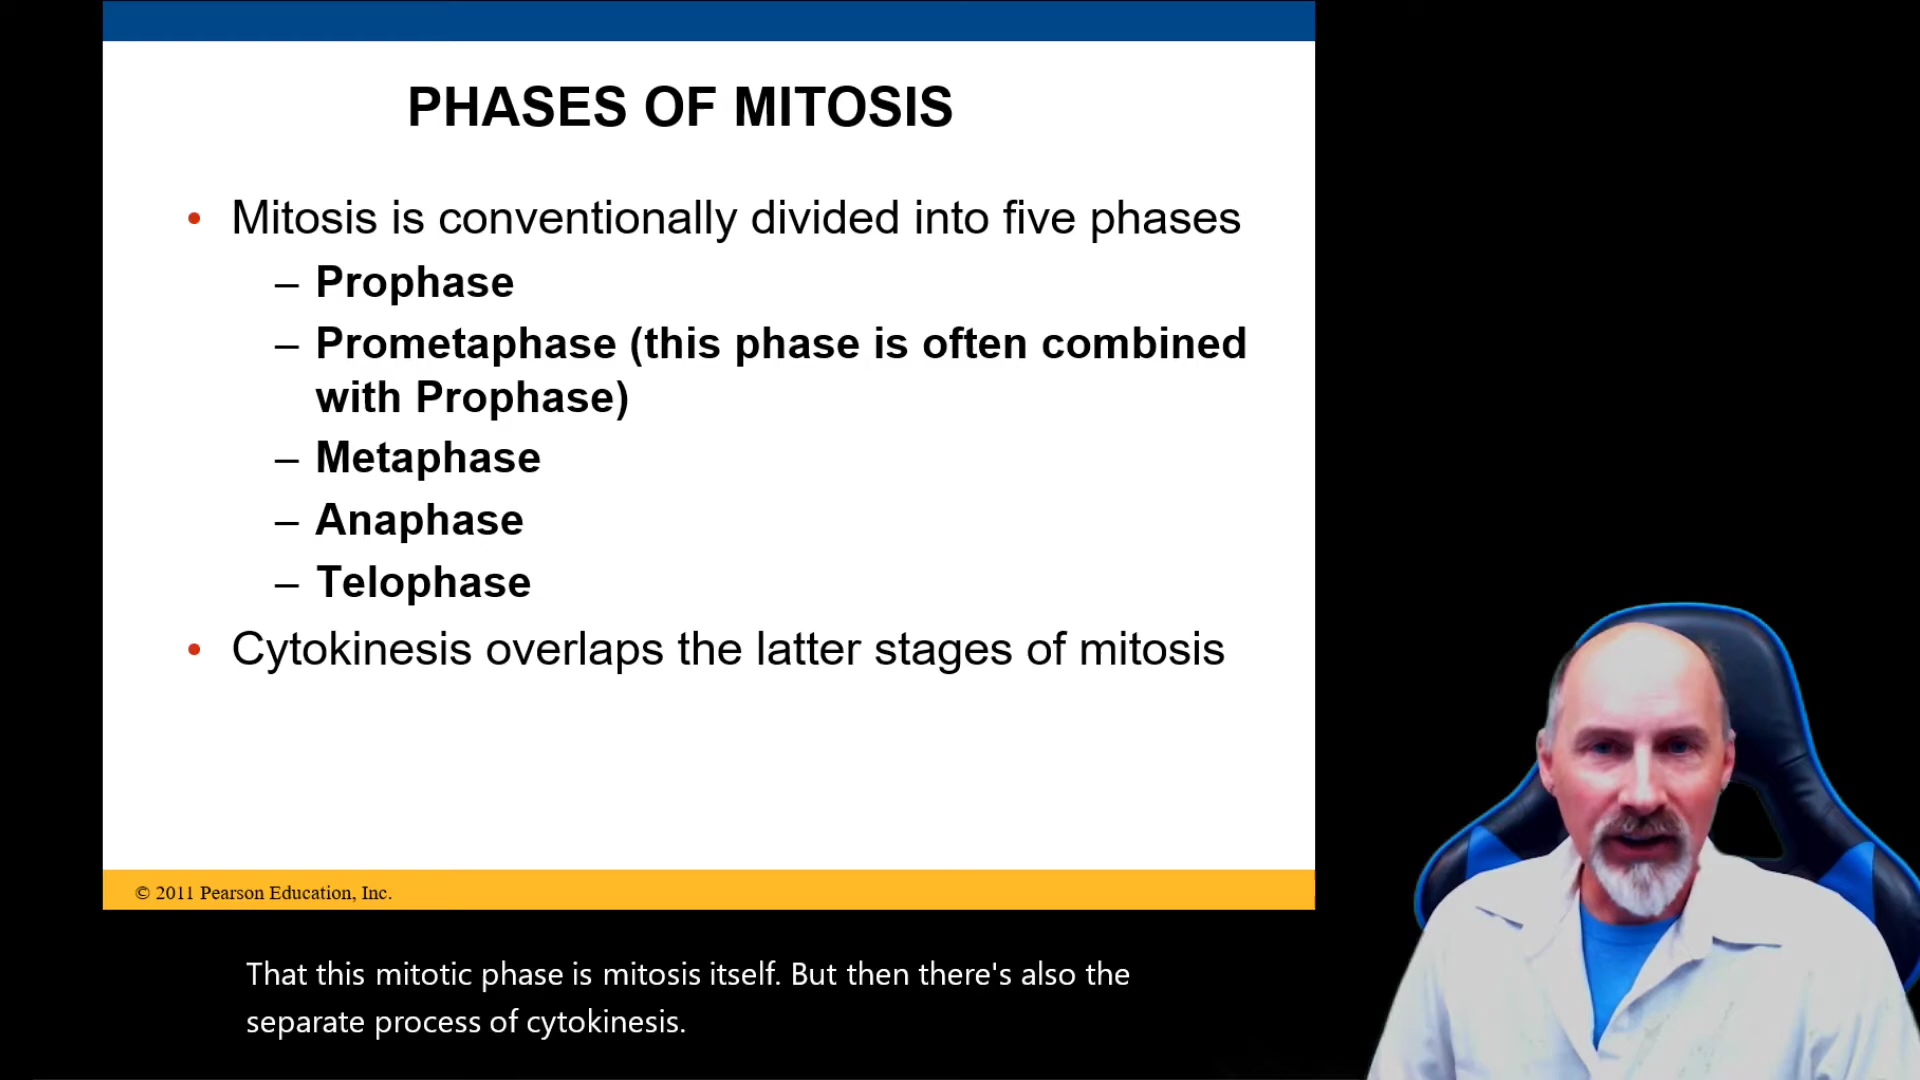 PHASES OF MITOSIS
• Mitosis is conventionally divided into five phases
– Prophase
– Prometaphase (this phase is often combined
with Prophase)
– Metaphase
– Anaphase
– Telophase
• Cytokinesis overlaps the latter stages of mitosis
© 2011 Pearson Education, Inc.
That this mitotic phase is mitosis itself. But then there's also the
separate process of cytokinesis.